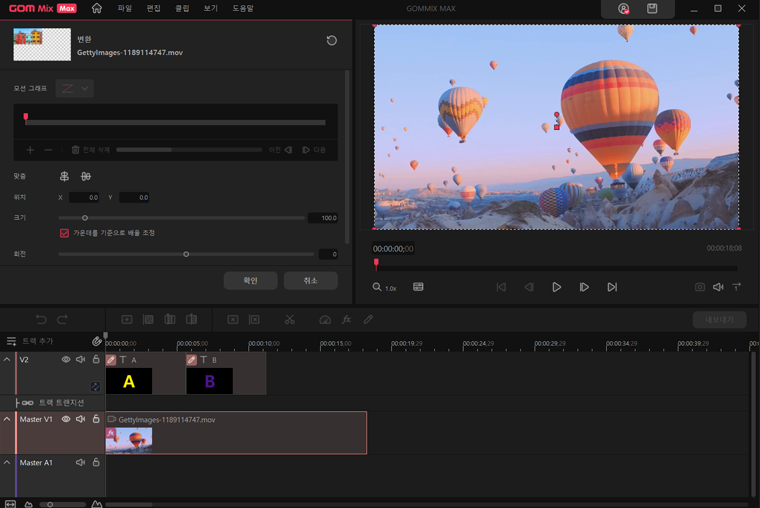 GOM Mix Max
파일 편집 클립 보기 도움말
GOMMIX MAX
변환
GettyImages-1189114747.mov
모션 그래프
전체 삭제 이전 다음
맞춤
위치 X 0.0 Y 0.0
크기 100.0
가운데를 기준으로 배율 조정
회전 0
확인 취소
00:00:00;00 00:00:18;08
1.0x
내보내기
트랙 추가
00:00:00;00 00:00:05;00 00:00:10;00 00:00:15;00 00:00:19;29 00:00:24;29 00:00:29;29 00:00:34;29 00:00:39;29
V2 T A T B
A B
트랙 트랜지션
Master V1 GettyImages-1189114747.mov
fx
Master A1